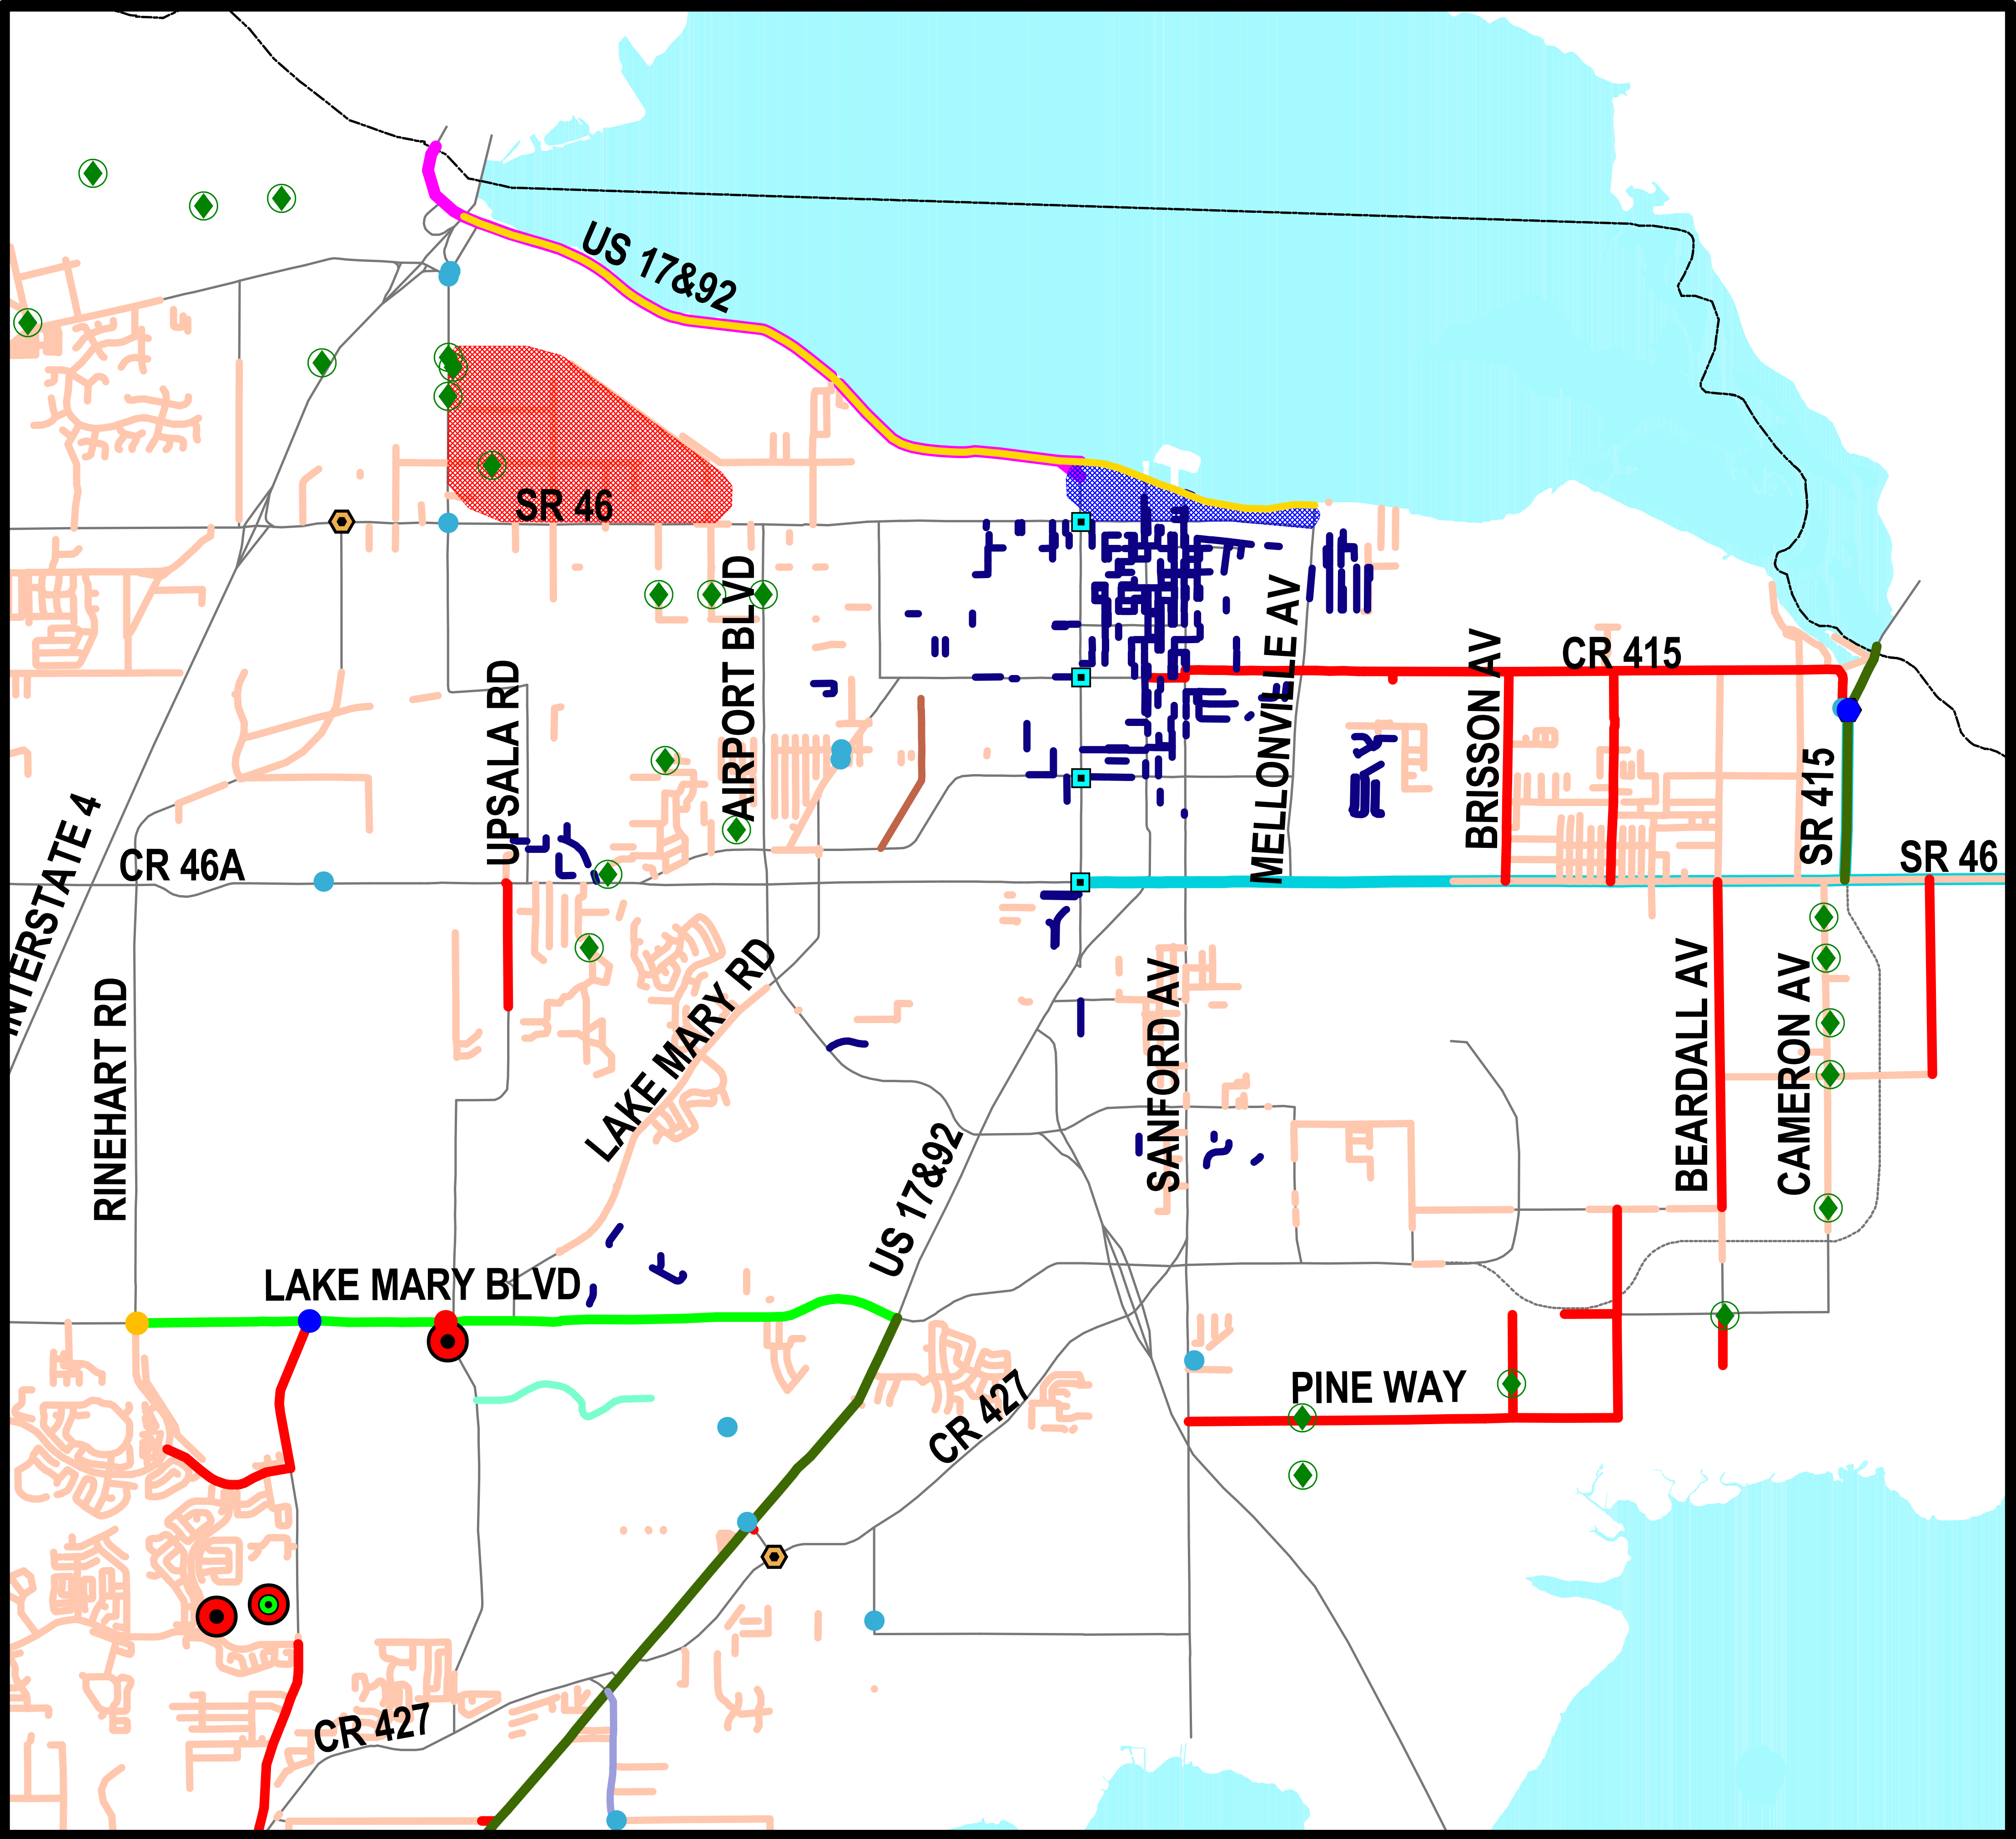 US 17&92
SR 46
AIRPORT BLVD
MELLONVILLE AV
UPSALA RD
BRISSON AV
CR 415
SR 415
SR 46
CR 46A
INTERSTATE 4
RINEHART RD
LAKE MARY RD
SANFORD AV
BEARDALL AV
CAMERON AV
US 17&92
LAKE MARY BLVD
PINE WAY
CR 427
CR 427